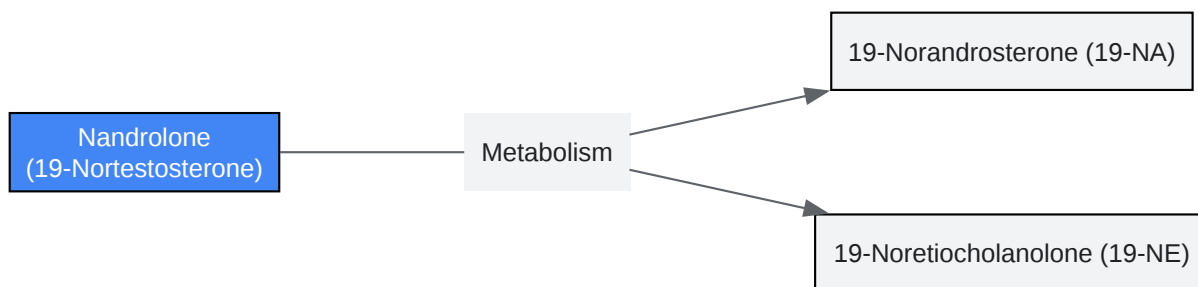 Nandrolone
(19-Nortestosterone)
Metabolism
19-Norandrosterone (19-NA)
19-Noretiocholanolone (19-NE)